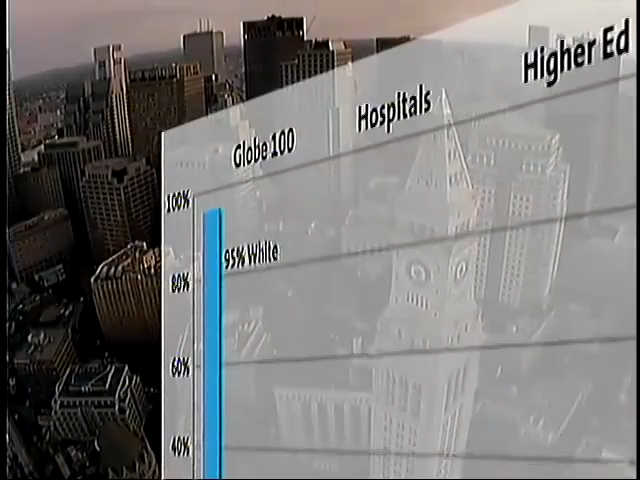 Higher Ed
Hospitals
Globe 100
100%
95% White
80%
60%
40%